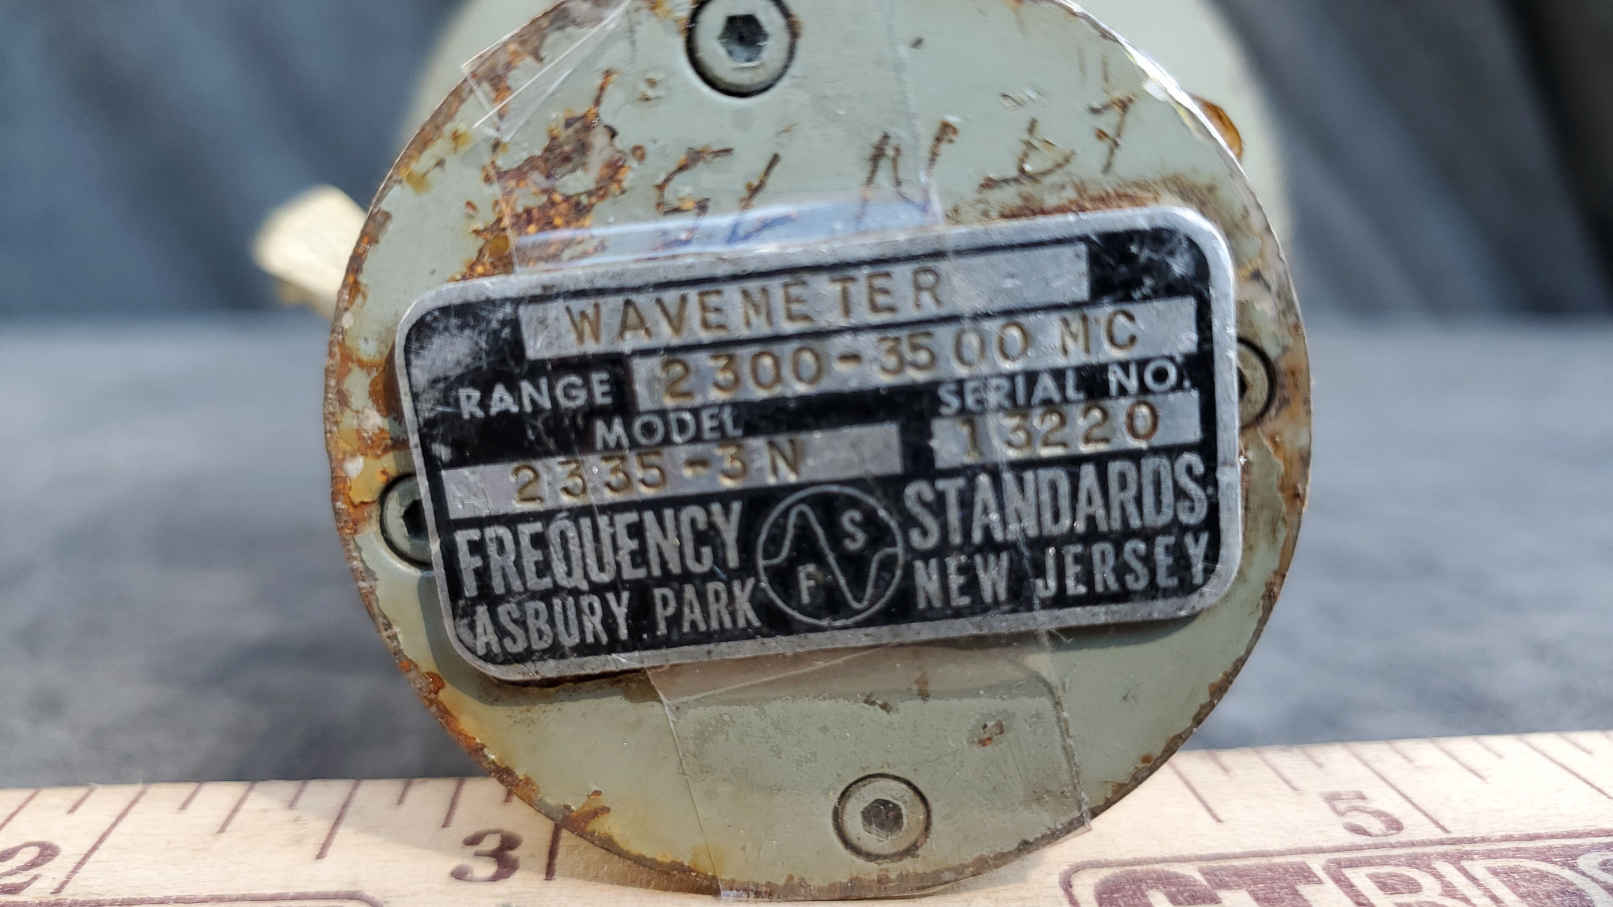 WAVEMETER
RANGE 2300-3500 MC
MODEL SERIAL NO.
2335-3N 13220
FREQUENCY FS STANDARDS
ASBURY PARK NEW JERSEY
2 3 5